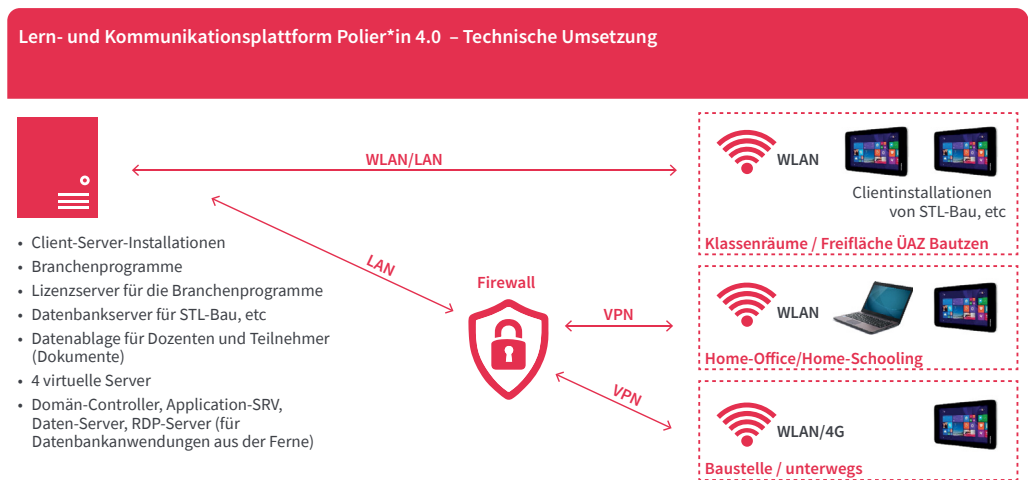 Lern- und Kommunikationsplattform Polier*in 4.0 – Technische Umsetzung
WLAN/LAN
WLAN
Clientinstallationen
von STL-Bau, etc
Klassenräume / Freifläche ÜAZ Bautzen
• Client-Server-Installationen
• Branchenprogramme
• Lizenzserver für die Branchenprogramme
• Datenbankserver für STL-Bau, etc
• Datenablage für Dozenten und Teilnehmer
(Dokumente)
• 4 virtuelle Server
• Domän-Controller, Application-SRV,
Daten-Server, RDP-Server (für
Datenbankanwendungen aus der Ferne)
LAN
Firewall
VPN
WLAN
Home-Office/Home-Schooling
VPN
WLAN/4G
Baustelle / unterwegs